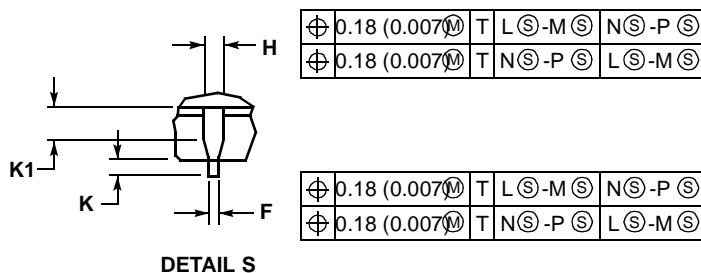 ⌖ 0.18 (0.007) Ⓜ T L Ⓢ -M Ⓢ N Ⓢ -P Ⓢ
H
⌖ 0.18 (0.007) Ⓜ T N Ⓢ -P Ⓢ L Ⓢ -M Ⓢ
K1
⌖ 0.18 (0.007) Ⓜ T L Ⓢ -M Ⓢ N Ⓢ -P Ⓢ
K
F
⌖ 0.18 (0.007) Ⓜ T N Ⓢ -P Ⓢ L Ⓢ -M Ⓢ
DETAIL S